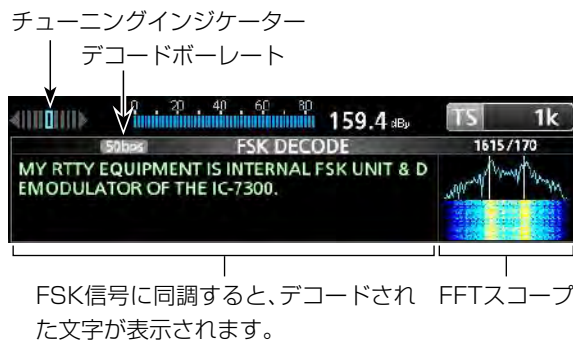 チューニングインジケーター
デコードボーレート
0 20 40 60 80
159.4 dBμ
TS 1k
50bps
FSK DECODE
1615/170
MY RTTY EQUIPMENT IS INTERNAL FSK UNIT & D
EMODULATOR OF THE IC-7300.
FSK信号に同調すると、デコードされ
た文字が表示されます。
FFTスコープ